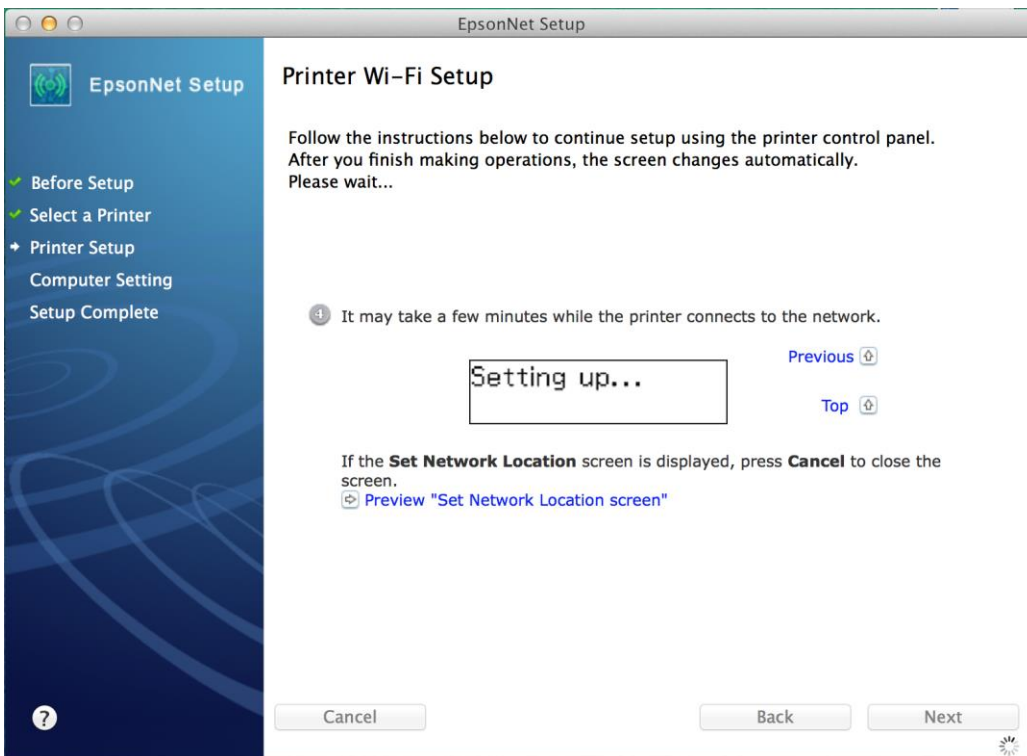 EpsonNet Setup
EpsonNet Setup
Before Setup
Select a Printer
Printer Setup
Computer Setting
Setup Complete
?
Printer Wi-Fi Setup
Follow the instructions below to continue setup using the printer control panel.
After you finish making operations, the screen changes automatically.
Please wait...
4 It may take a few minutes while the printer connects to the network.
Setting up...
Previous
Top
If the Set Network Location screen is displayed, press Cancel to close the
screen.
Preview "Set Network Location screen"
Cancel
Back
Next